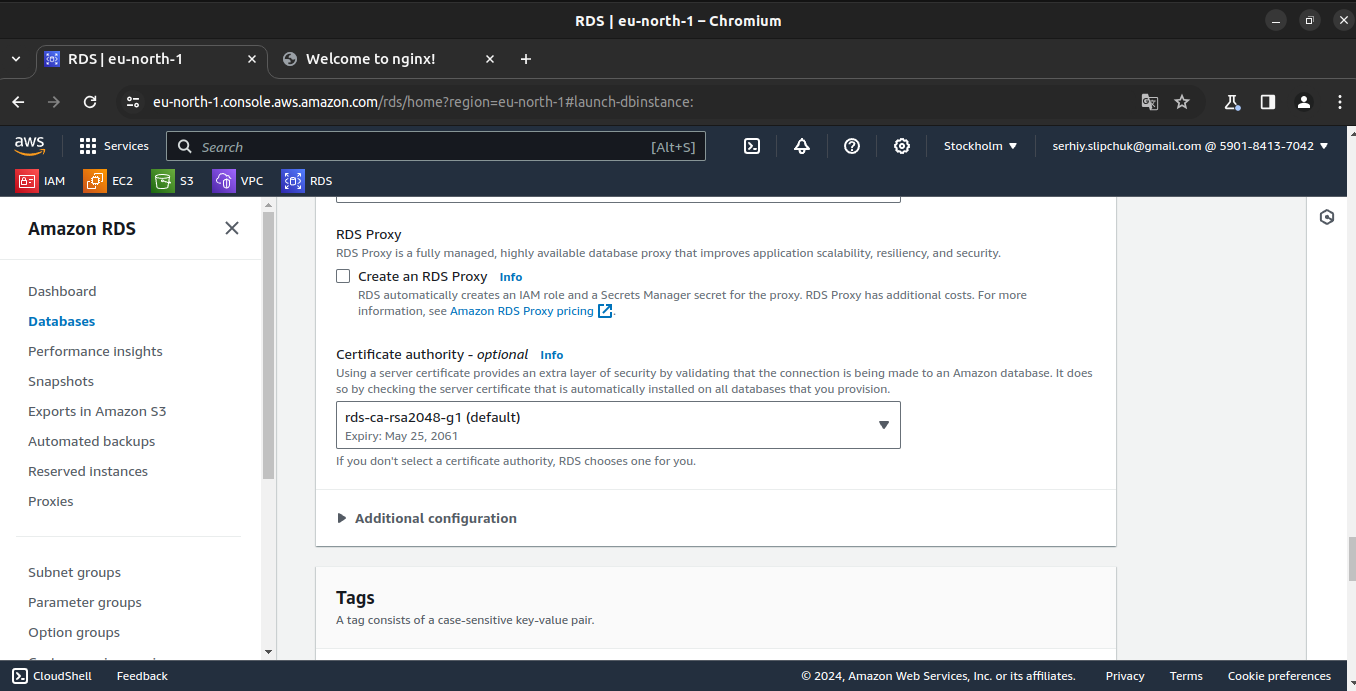 RDS | eu-north-1 – Chromium
RDS | eu-north-1
Welcome to nginx!
eu-north-1.console.aws.amazon.com/rds/home?region=eu-north-1#launch-dbinstance:
aws
Services
Search
[Alt+S]
Stockholm
serhiy.slipchuk@gmail.com @ 5901-8413-7042
IAM
EC2
S3
VPC
RDS
Amazon RDS
Dashboard
Databases
Performance insights
Snapshots
Exports in Amazon S3
Automated backups
Reserved instances
Proxies
Subnet groups
Parameter groups
Option groups
RDS Proxy
RDS Proxy is a fully managed, highly available database proxy that improves application scalability, resiliency, and security.
Create an RDS Proxy Info
RDS automatically creates an IAM role and a Secrets Manager secret for the proxy. RDS Proxy has additional costs. For more
information, see Amazon RDS Proxy pricing.
Certificate authority - optional Info
Using a server certificate provides an extra layer of security by validating that the connection is being made to an Amazon database. It does
so by checking the server certificate that is automatically installed on all databases that you provision.
rds-ca-rsa2048-g1 (default)
Expiry: May 25, 2061
If you don't select a certificate authority, RDS chooses one for you.
Additional configuration
Tags
A tag consists of a case-sensitive key-value pair.
CloudShell
Feedback
© 2024, Amazon Web Services, Inc. or its affiliates.
Privacy
Terms
Cookie preferences